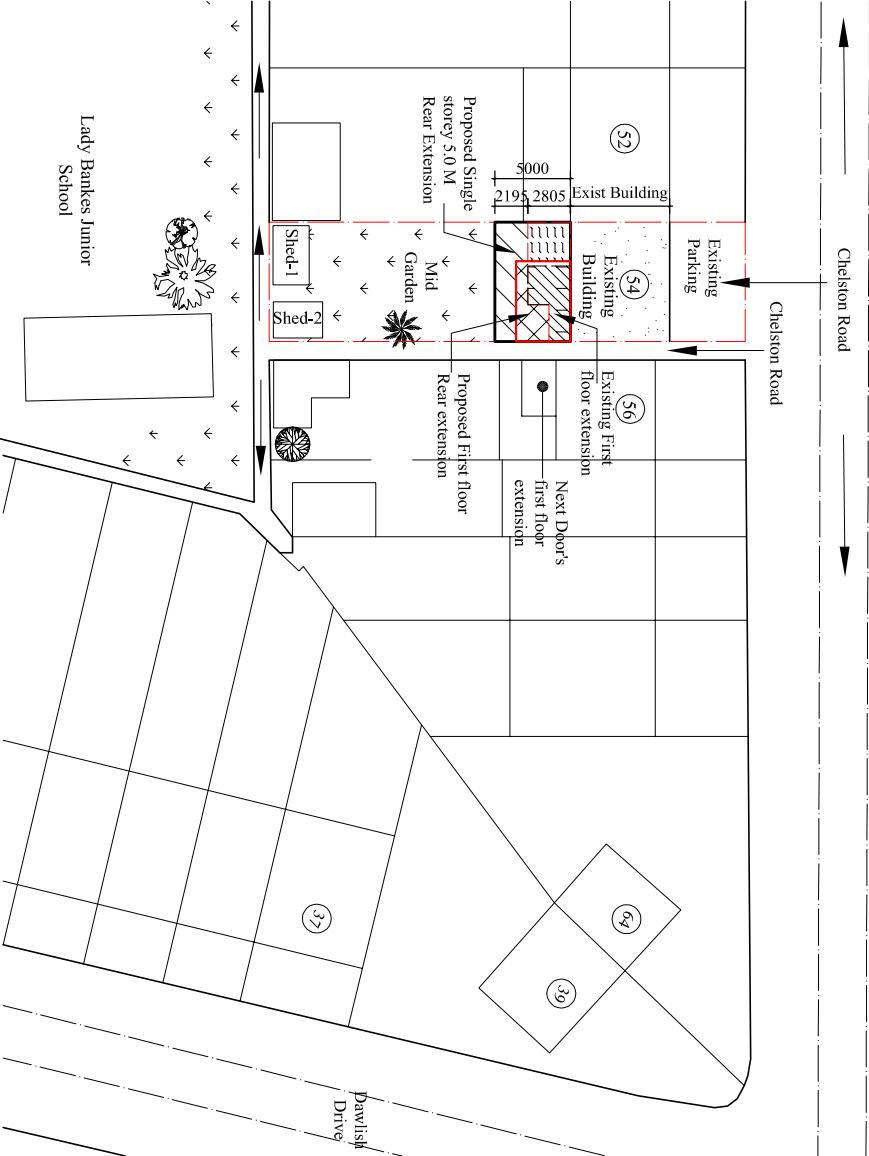 Chelston Road
Chelston Road
Existing
Parking
52
54
56
Existing
Building
Exist Building
5000
2195
2805
Proposed Single
storey 5.0 M
Rear Extension
Mid
Garden
Shed-1
Shed-2
Existing First
floor extension
Proposed First floor
Rear extension
Next Door's
first floor
extension
Lady Bankes Junior
School
64
39
37
Dawlish
Drive